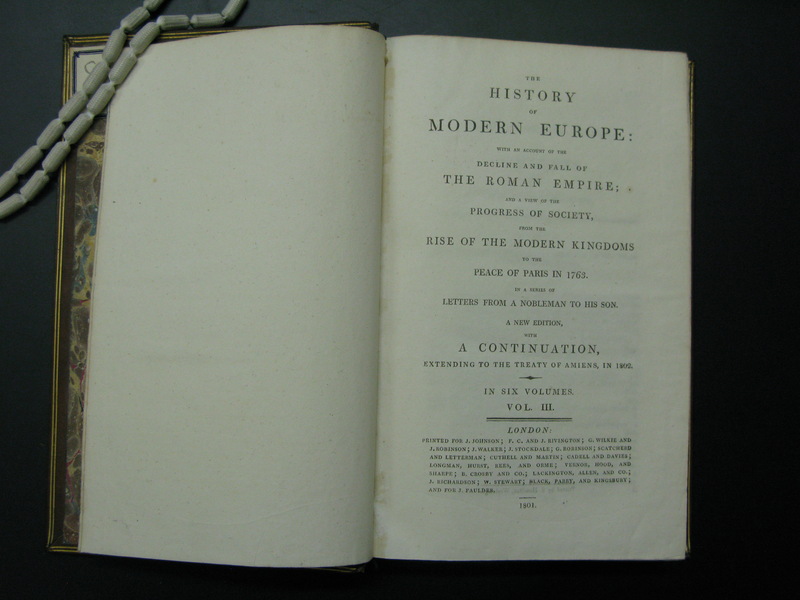 THE
HISTORY
OF
MODERN EUROPE:
WITH AN ACCOUNT OF THE
DECLINE AND FALL OF
THE ROMAN EMPIRE;
AND A VIEW OF THE
PROGRESS OF SOCIETY,
FROM THE
RISE OF THE MODERN KINGDOMS
TO THE
PEACE OF PARIS IN 1763.
IN A SERIES OF
LETTERS FROM A NOBLEMAN TO HIS SON.
A NEW EDITION,
WITH
A CONTINUATION,
EXTENDING TO THE TREATY OF AMIENS, IN 1802.
IN SIX VOLUMES.
VOL. III.
LONDON:
PRINTED FOR J. JOHNSON; F. C. AND J. RIVINGTON; G. WILKIE AND
J. ROBINSON; J. WALKER; J. STOCKDALE; G. ROBINSON; SCATCHERD
AND LETTERMAN; CUTHELL AND MARTIN; CADELL AND DAVIES;
LONGMAN, HURST, REES, AND ORME; VERNOR, HOOD, AND
SHARPE; B. CROSBY AND CO.; LACKINGTON, ALLEN, AND CO.;
J. RICHARDSON; W. STEWART; BLACK, PARRY, AND KINGSBURY;
AND FOR J. FAULDER.